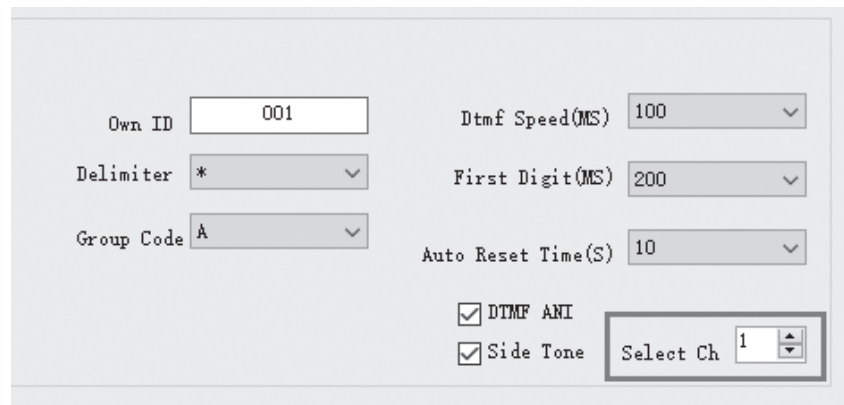 Own ID 001
Delimiter *
Group Code A
Dtmf Speed(MS) 100
First Digit(MS) 200
Auto Reset Time(S) 10
DTMF ANI
Side Tone
Select Ch 1